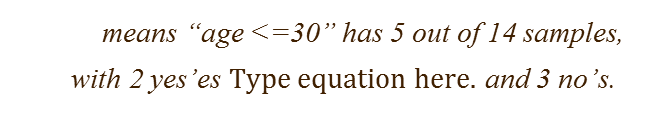 means “age <=30” has 5 out of 14 samples,
with 2 yes’es Type equation here. and 3 no’s.